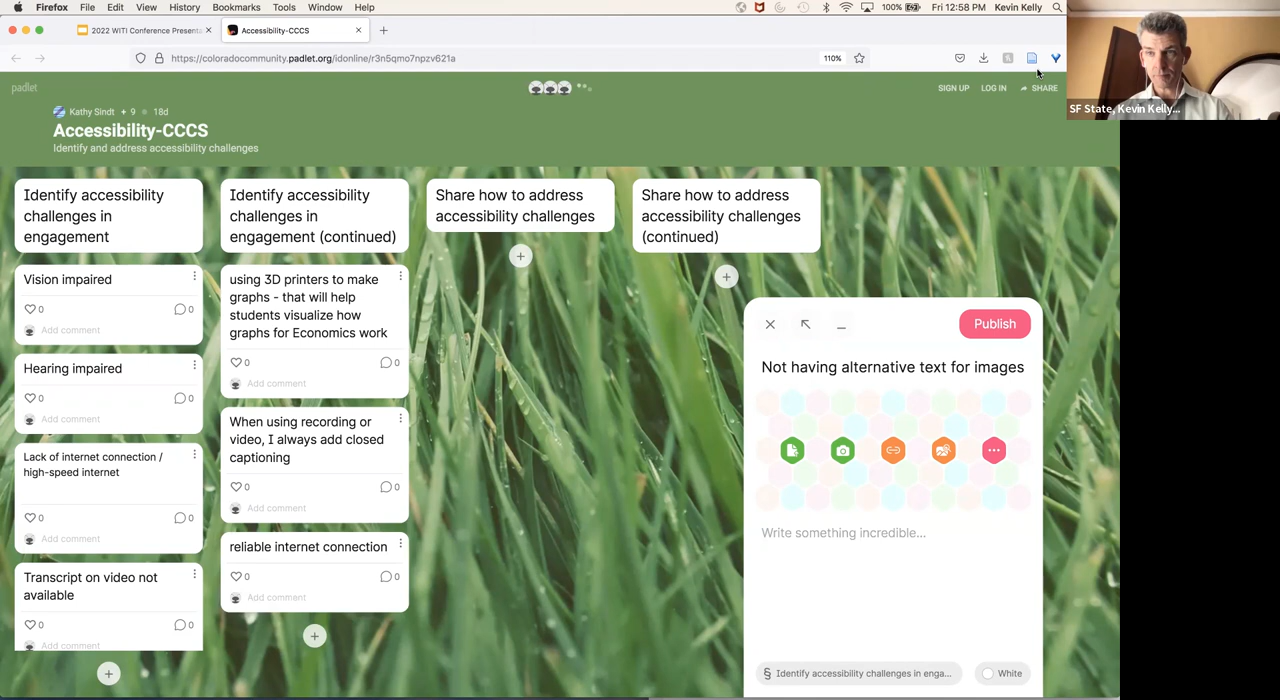 Firefox File Edit View History Bookmarks Tools Window Help 100% Fri 12:58 PM Kevin Kelly
2022 WITI Conference Presenta Accessibility-CCCS
https://coloradocommunity.padlet.org/idonline/r3n5qmo7npzv621a 110%
padlet SIGN UP LOG IN SHARE
Kathy Sindt + 9 18d
Accessibility-CCCS
Identify and address accessibility challenges
SF State, Kevin Kelly...
Identify accessibility
challenges in
engagement
Vision impaired
0 0
Add comment
Hearing impaired
0 0
Add comment
Lack of internet connection /
high-speed internet
0 0
Add comment
Transcript on video not
available
0 0
Add comment
Identify accessibility
challenges in
engagement (continued)
using 3D printers to make
graphs - that will help
students visualize how
graphs for Economics work
0 0
Add comment
When using recording or
video, I always add closed
captioning
0 0
Add comment
reliable internet connection
0 0
Add comment
Share how to address
accessibility challenges
Share how to address
accessibility challenges
(continued)
Publish
Not having alternative text for images
Write something incredible...
§ Identify accessibility challenges in enga... White